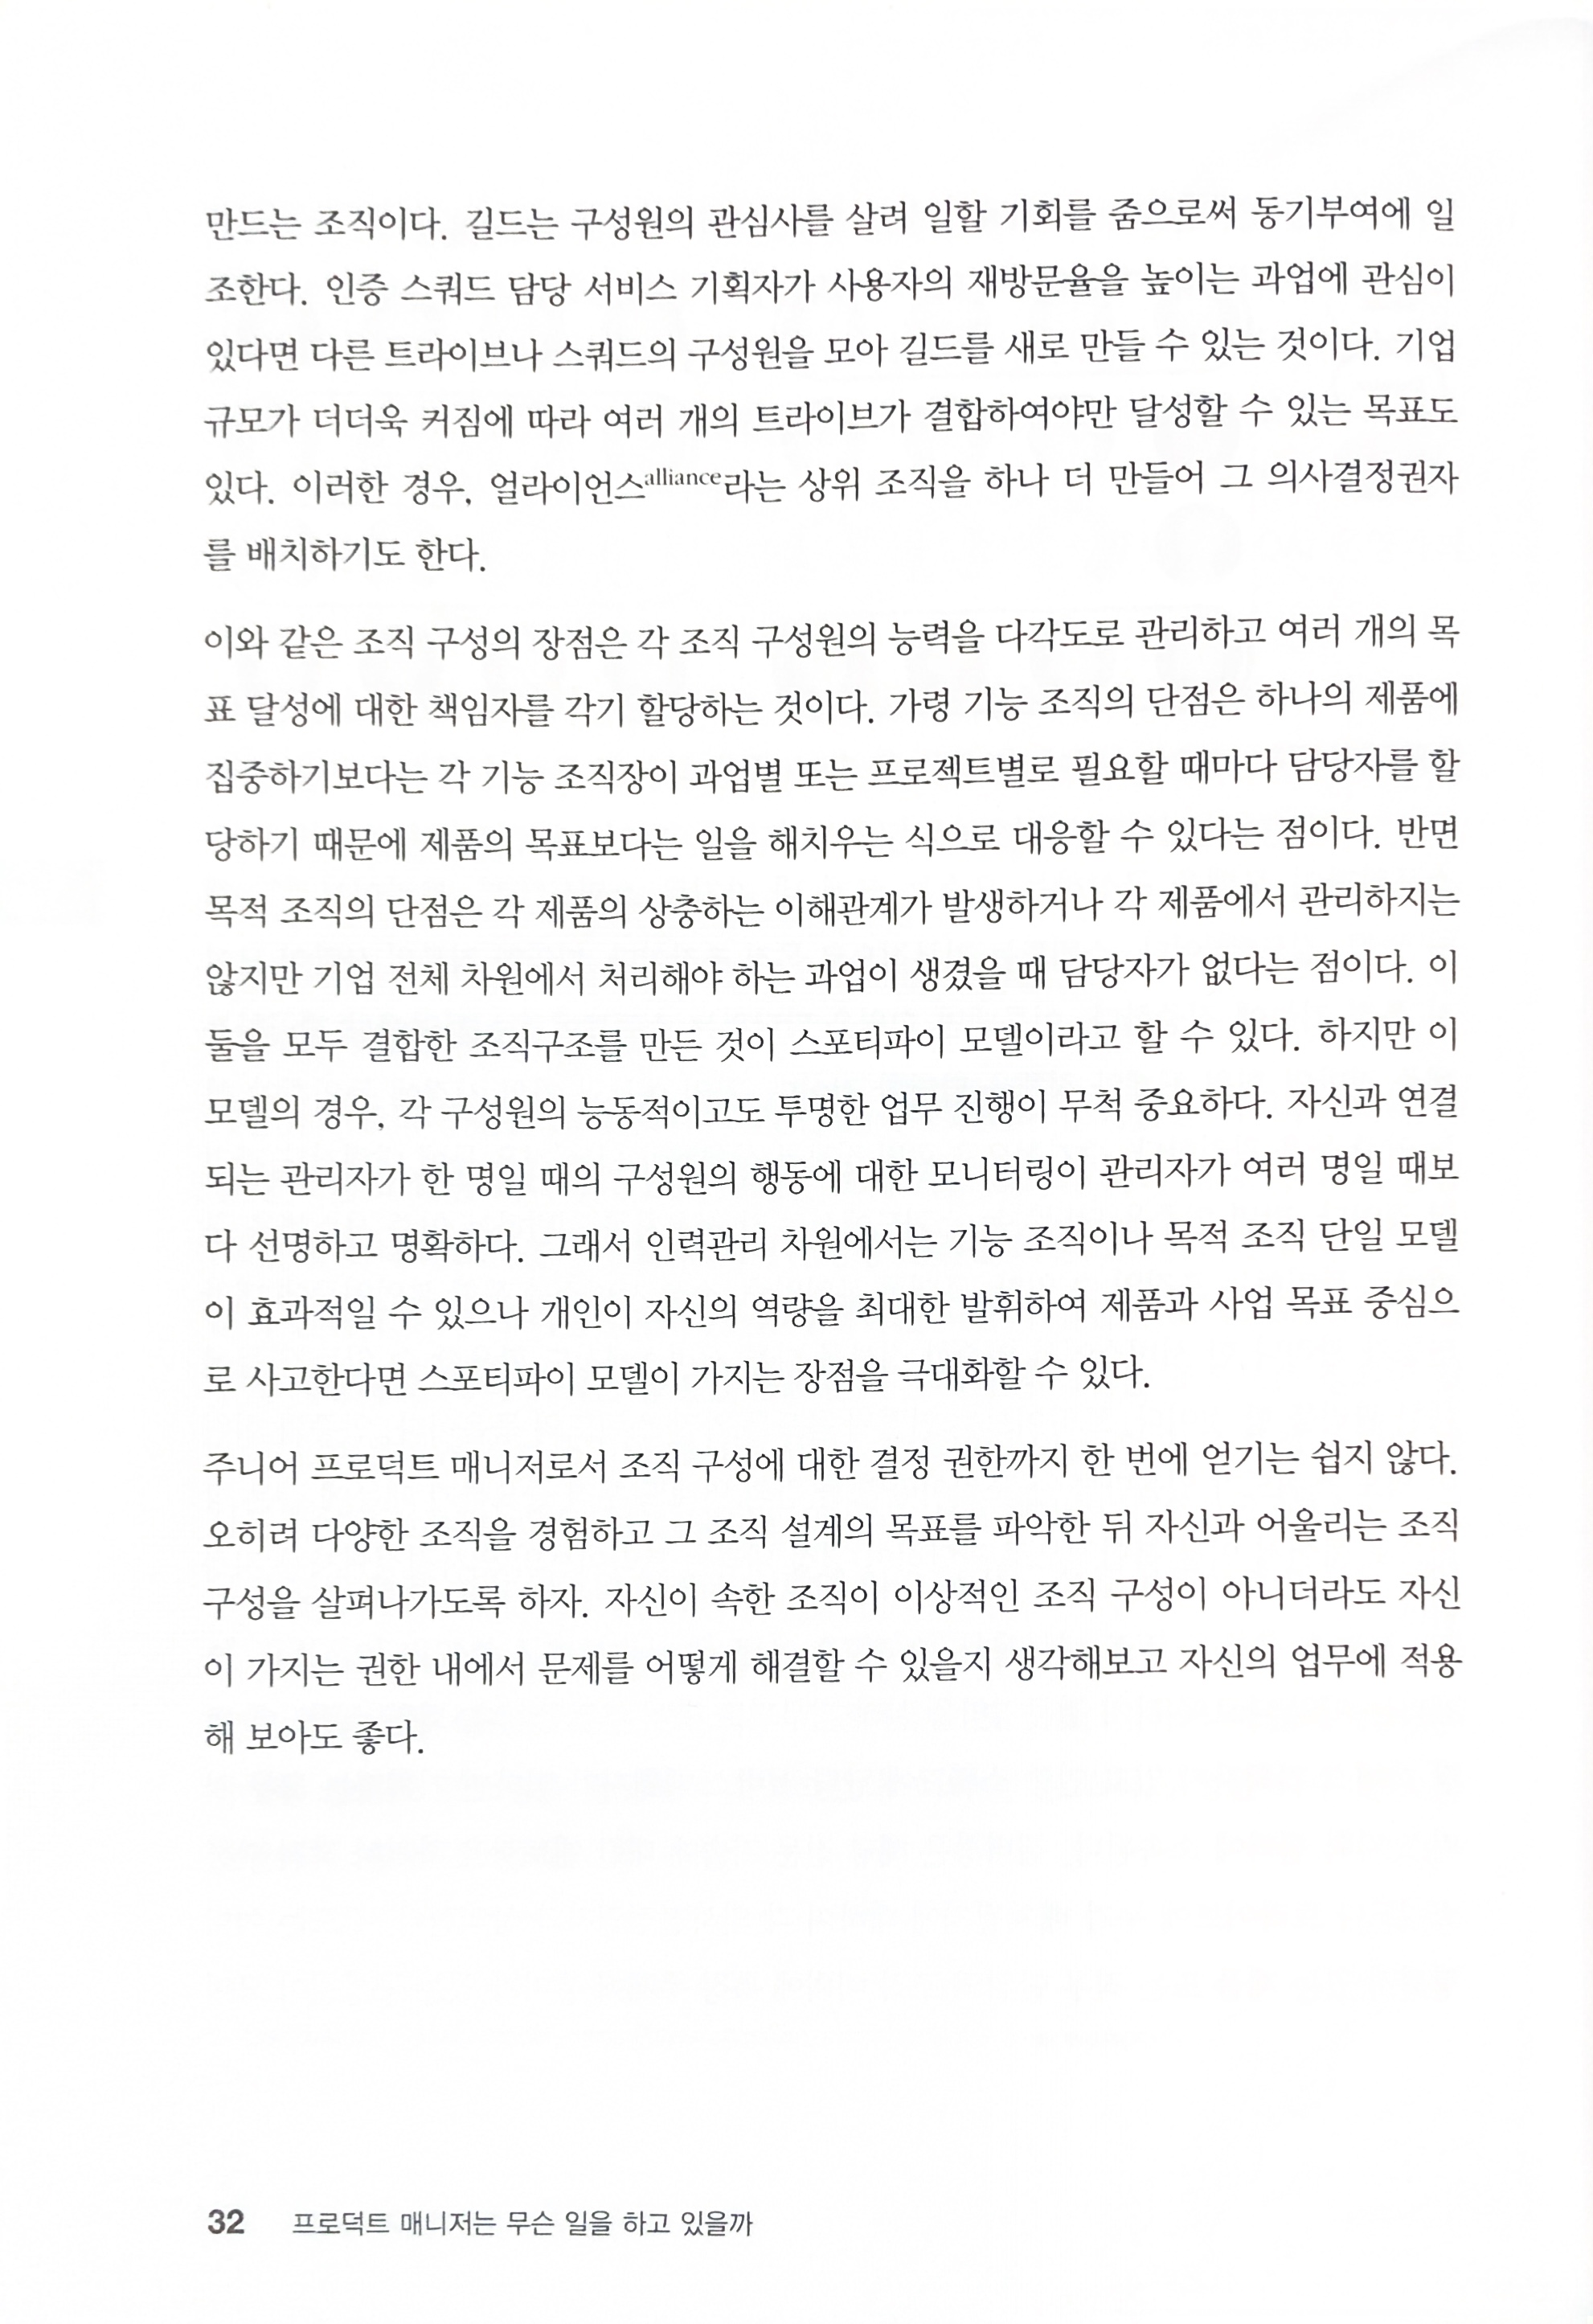 만드는 조직이다. 길드는 구성원의 관심사를 살려 일할 기회를 줌으로써 동기부여에 일
조한다. 인증 스쿼드 담당 서비스 기획자가 사용자의 재방문율을 높이는 과업에 관심이
있다면 다른 트라이브나 스쿼드의 구성원을 모아 길드를 새로 만들 수 있는 것이다. 기업
규모가 더더욱 커짐에 따라 여러 개의 트라이브가 결합하여야만 달성할 수 있는 목표도
있다. 이러한 경우, 얼라이언스alliance라는 상위 조직을 하나 더 만들어 그 의사결정권자
를 배치하기도 한다.
이와 같은 조직 구성의 장점은 각 조직 구성원의 능력을 다각도로 관리하고 여러 개의 목
표 달성에 대한 책임자를 각기 할당하는 것이다. 가령 기능 조직의 단점은 하나의 제품에
집중하기보다는 각 기능 조직장이 과업별 또는 프로젝트별로 필요할 때마다 담당자를 할
당하기 때문에 제품의 목표보다는 일을 해치우는 식으로 대응할 수 있다는 점이다. 반면
목적 조직의 단점은 각 제품의 상충하는 이해관계가 발생하거나 각 제품에서 관리하지는
않지만 기업 전체 차원에서 처리해야 하는 과업이 생겼을 때 담당자가 없다는 점이다. 이
둘을 모두 결합한 조직구조를 만든 것이 스포티파이 모델이라고 할 수 있다. 하지만 이
모델의 경우, 각 구성원의 능동적이고도 투명한 업무 진행이 무척 중요하다. 자신과 연결
되는 관리자가 한 명일 때의 구성원의 행동에 대한 모니터링이 관리자가 여러 명일 때보
다 선명하고 명확하다. 그래서 인력관리 차원에서는 기능 조직이나 목적 조직 단일 모델
이 효과적일 수 있으나 개인이 자신의 역량을 최대한 발휘하여 제품과 사업 목표 중심으
로 사고한다면 스포티파이 모델이 가지는 장점을 극대화할 수 있다.
주니어 프로덕트 매니저로서 조직 구성에 대한 결정 권한까지 한 번에 얻기는 쉽지 않다.
오히려 다양한 조직을 경험하고 그 조직 설계의 목표를 파악한 뒤 자신과 어울리는 조직
구성을 살펴나가도록 하자. 자신이 속한 조직이 이상적인 조직 구성이 아니더라도 자신
이 가지는 권한 내에서 문제를 어떻게 해결할 수 있을지 생각해보고 자신의 업무에 적용
해 보아도 좋다.
32 프로덕트 매니저는 무슨 일을 하고 있을까